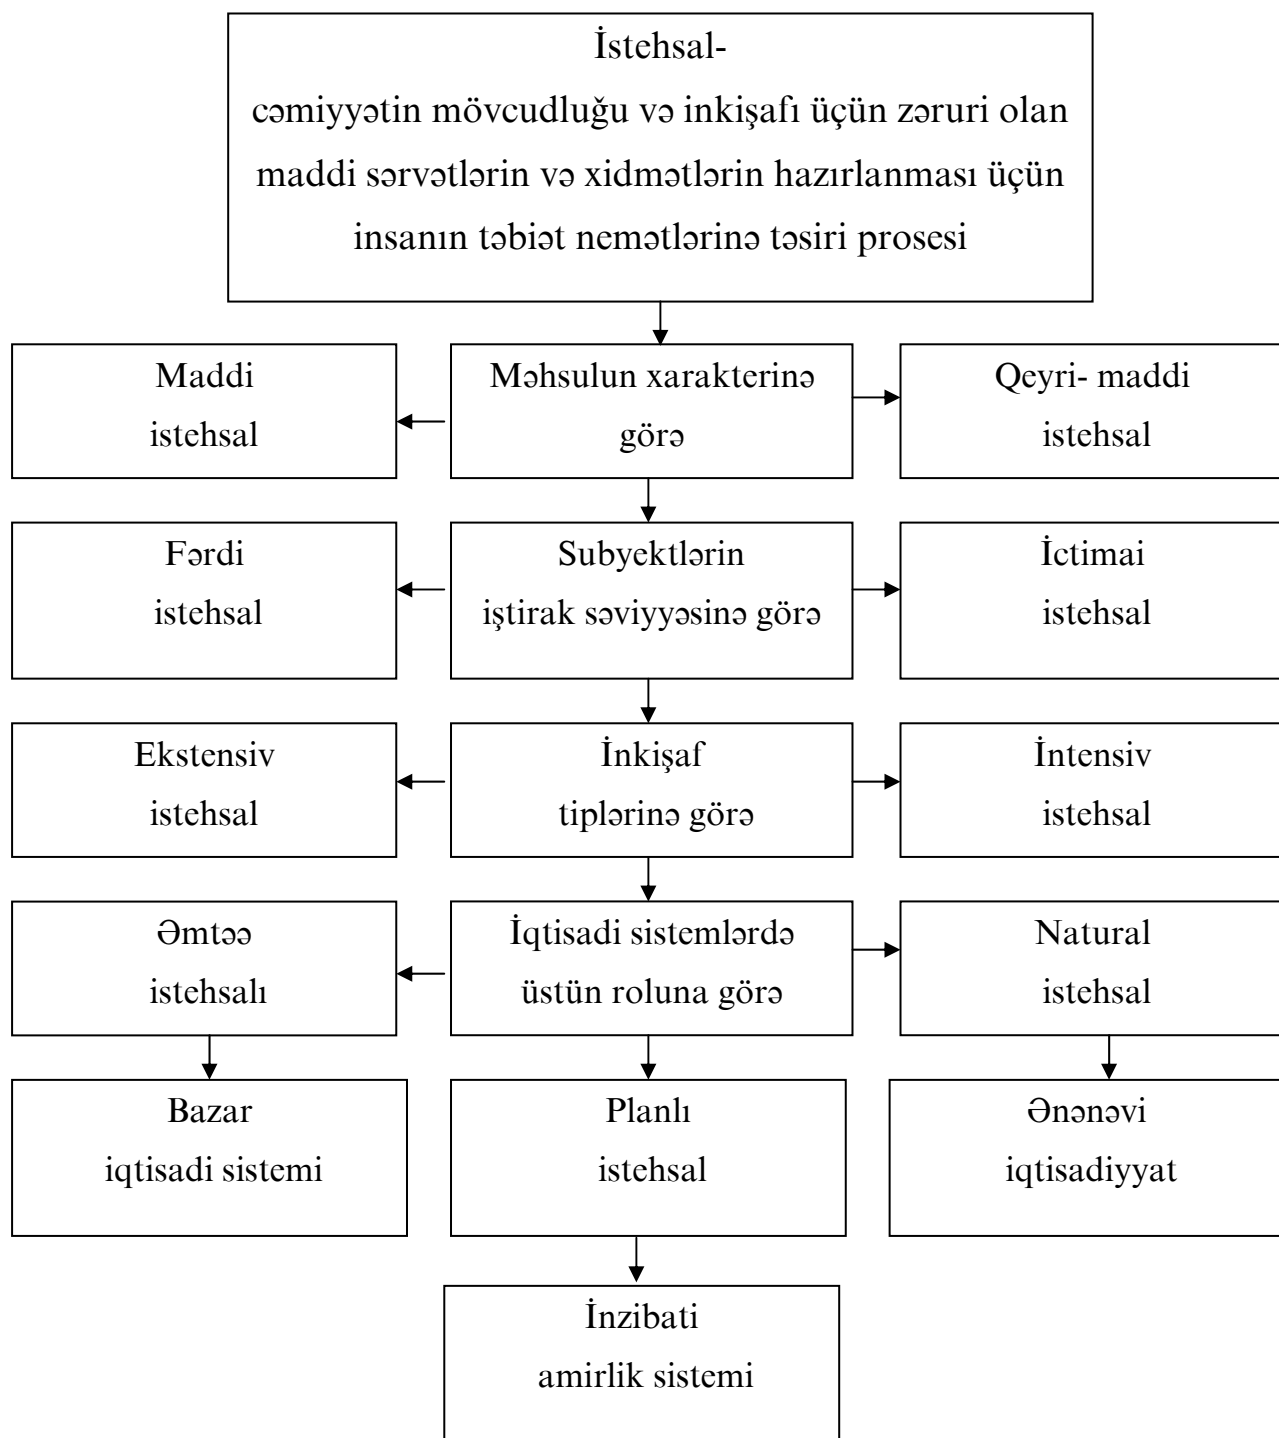 İstehsal-
cəmiyyətin mövcudluğu və inkişafı üçün zəruri olan
maddi sərvətlərin və xidmətlərin hazırlanması üçün
insanın təbiət nemətlərinə təsiri prosesi
Maddi
istehsal
Məhsulun xarakterinə
görə
Qeyri- maddi
istehsal
Fərdi
istehsal
Subyektlərin
iştirak səviyyəsinə görə
İctimai
istehsal
Ekstensiv
istehsal
İnkişaf
tiplərinə görə
İntensiv
istehsal
Əmtəə
istehsalı
İqtisadi sistemlərdə
üstün roluna görə
Natural
istehsal
Bazar
iqtisadi sistemi
Planlı
istehsal
Ənənəvi
iqtisadiyyat
İnzibati
amirlik sistemi